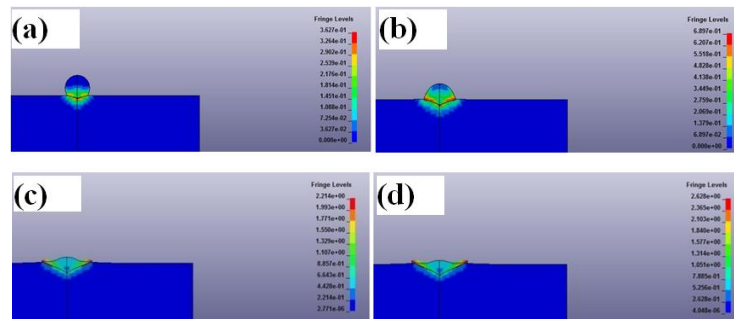 (a)
Fringe Levels
3.627e-01
3.264e-01
2.902e-01
2.539e-01
2.176e-01
1.814e-01
1.451e-01
1.088e-01
7.254e-02
3.627e-02
0.000e+00
(b)
Fringe Levels
6.897e-01
6.207e-01
5.518e-01
4.828e-01
4.138e-01
3.449e-01
2.759e-01
2.069e-01
1.379e-01
6.897e-02
0.000e+00
(c)
Fringe Levels
2.214e+00
1.993e+00
1.771e+00
1.550e+00
1.329e+00
1.107e+00
8.857e-01
6.643e-01
4.428e-01
2.214e-01
2.771e-06
(d)
Fringe Levels
2.628e+00
2.365e+00
2.103e+00
1.840e+00
1.577e+00
1.314e+00
1.051e+00
7.885e-01
5.256e-01
2.628e-01
4.048e-06